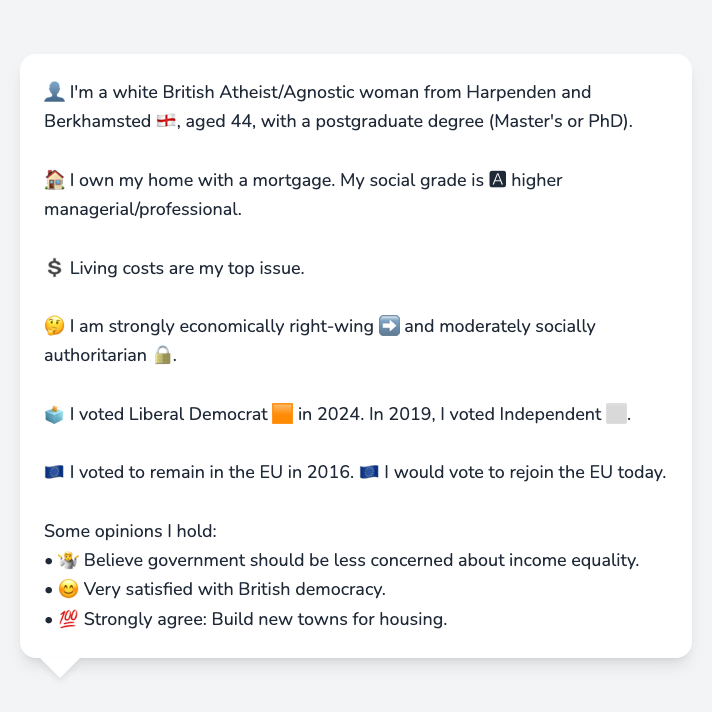 👤 I'm a white British Atheist/Agnostic woman from Harpenden and
Berkhamsted 🏴󠁧󠁢󠁥󠁮󠁧󠁿, aged 44, with a postgraduate degree (Master's or PhD).
🏠 I own my home with a mortgage. My social grade is 🅰 higher
managerial/professional.
💲 Living costs are my top issue.
🤔 I am strongly economically right-wing ➡️ and moderately socially
authoritarian 🔒.
🗳️ I voted Liberal Democrat 🟧 in 2024. In 2019, I voted Independent ⬜.
🇪🇺 I voted to remain in the EU in 2016. 🇪🇺 I would vote to rejoin the EU today.
Some opinions I hold:
• 🤷‍♀️ Believe government should be less concerned about income equality.
• 😊 Very satisfied with British democracy.
• 💯 Strongly agree: Build new towns for housing.